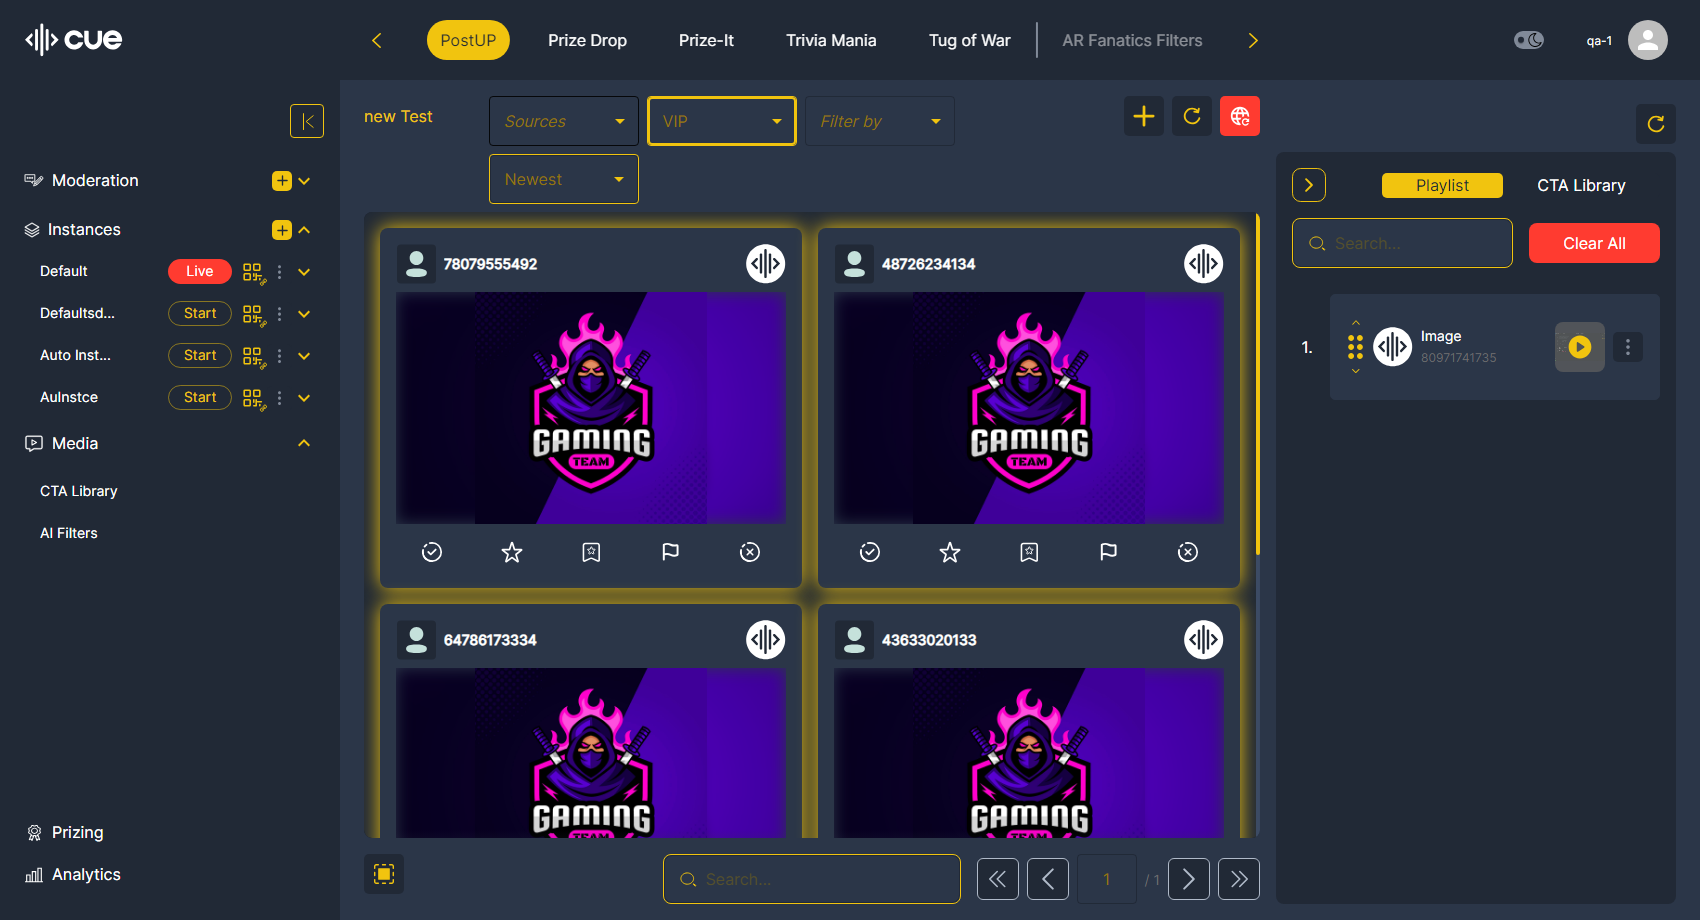 cue
PostUP
Prize Drop
Prize-It
Trivia Mania
Tug of War
AR Fanatics Filters
qa-1
Moderation
Instances
Default
Live
Defaultsd...
Start
Auto Inst...
Start
AuInstce
Start
Media
CTA Library
AI Filters
Prizing
Analytics
new Test
Sources
VIP
Filter by
Newest
78079555492
GAMING
TEAM
48726234134
GAMING
TEAM
64786173334
GAMING
TEAM
43633020133
GAMING
TEAM
Search...
1
/ 1
Playlist
CTA Library
Search...
Clear All
1.
Image
80971741735